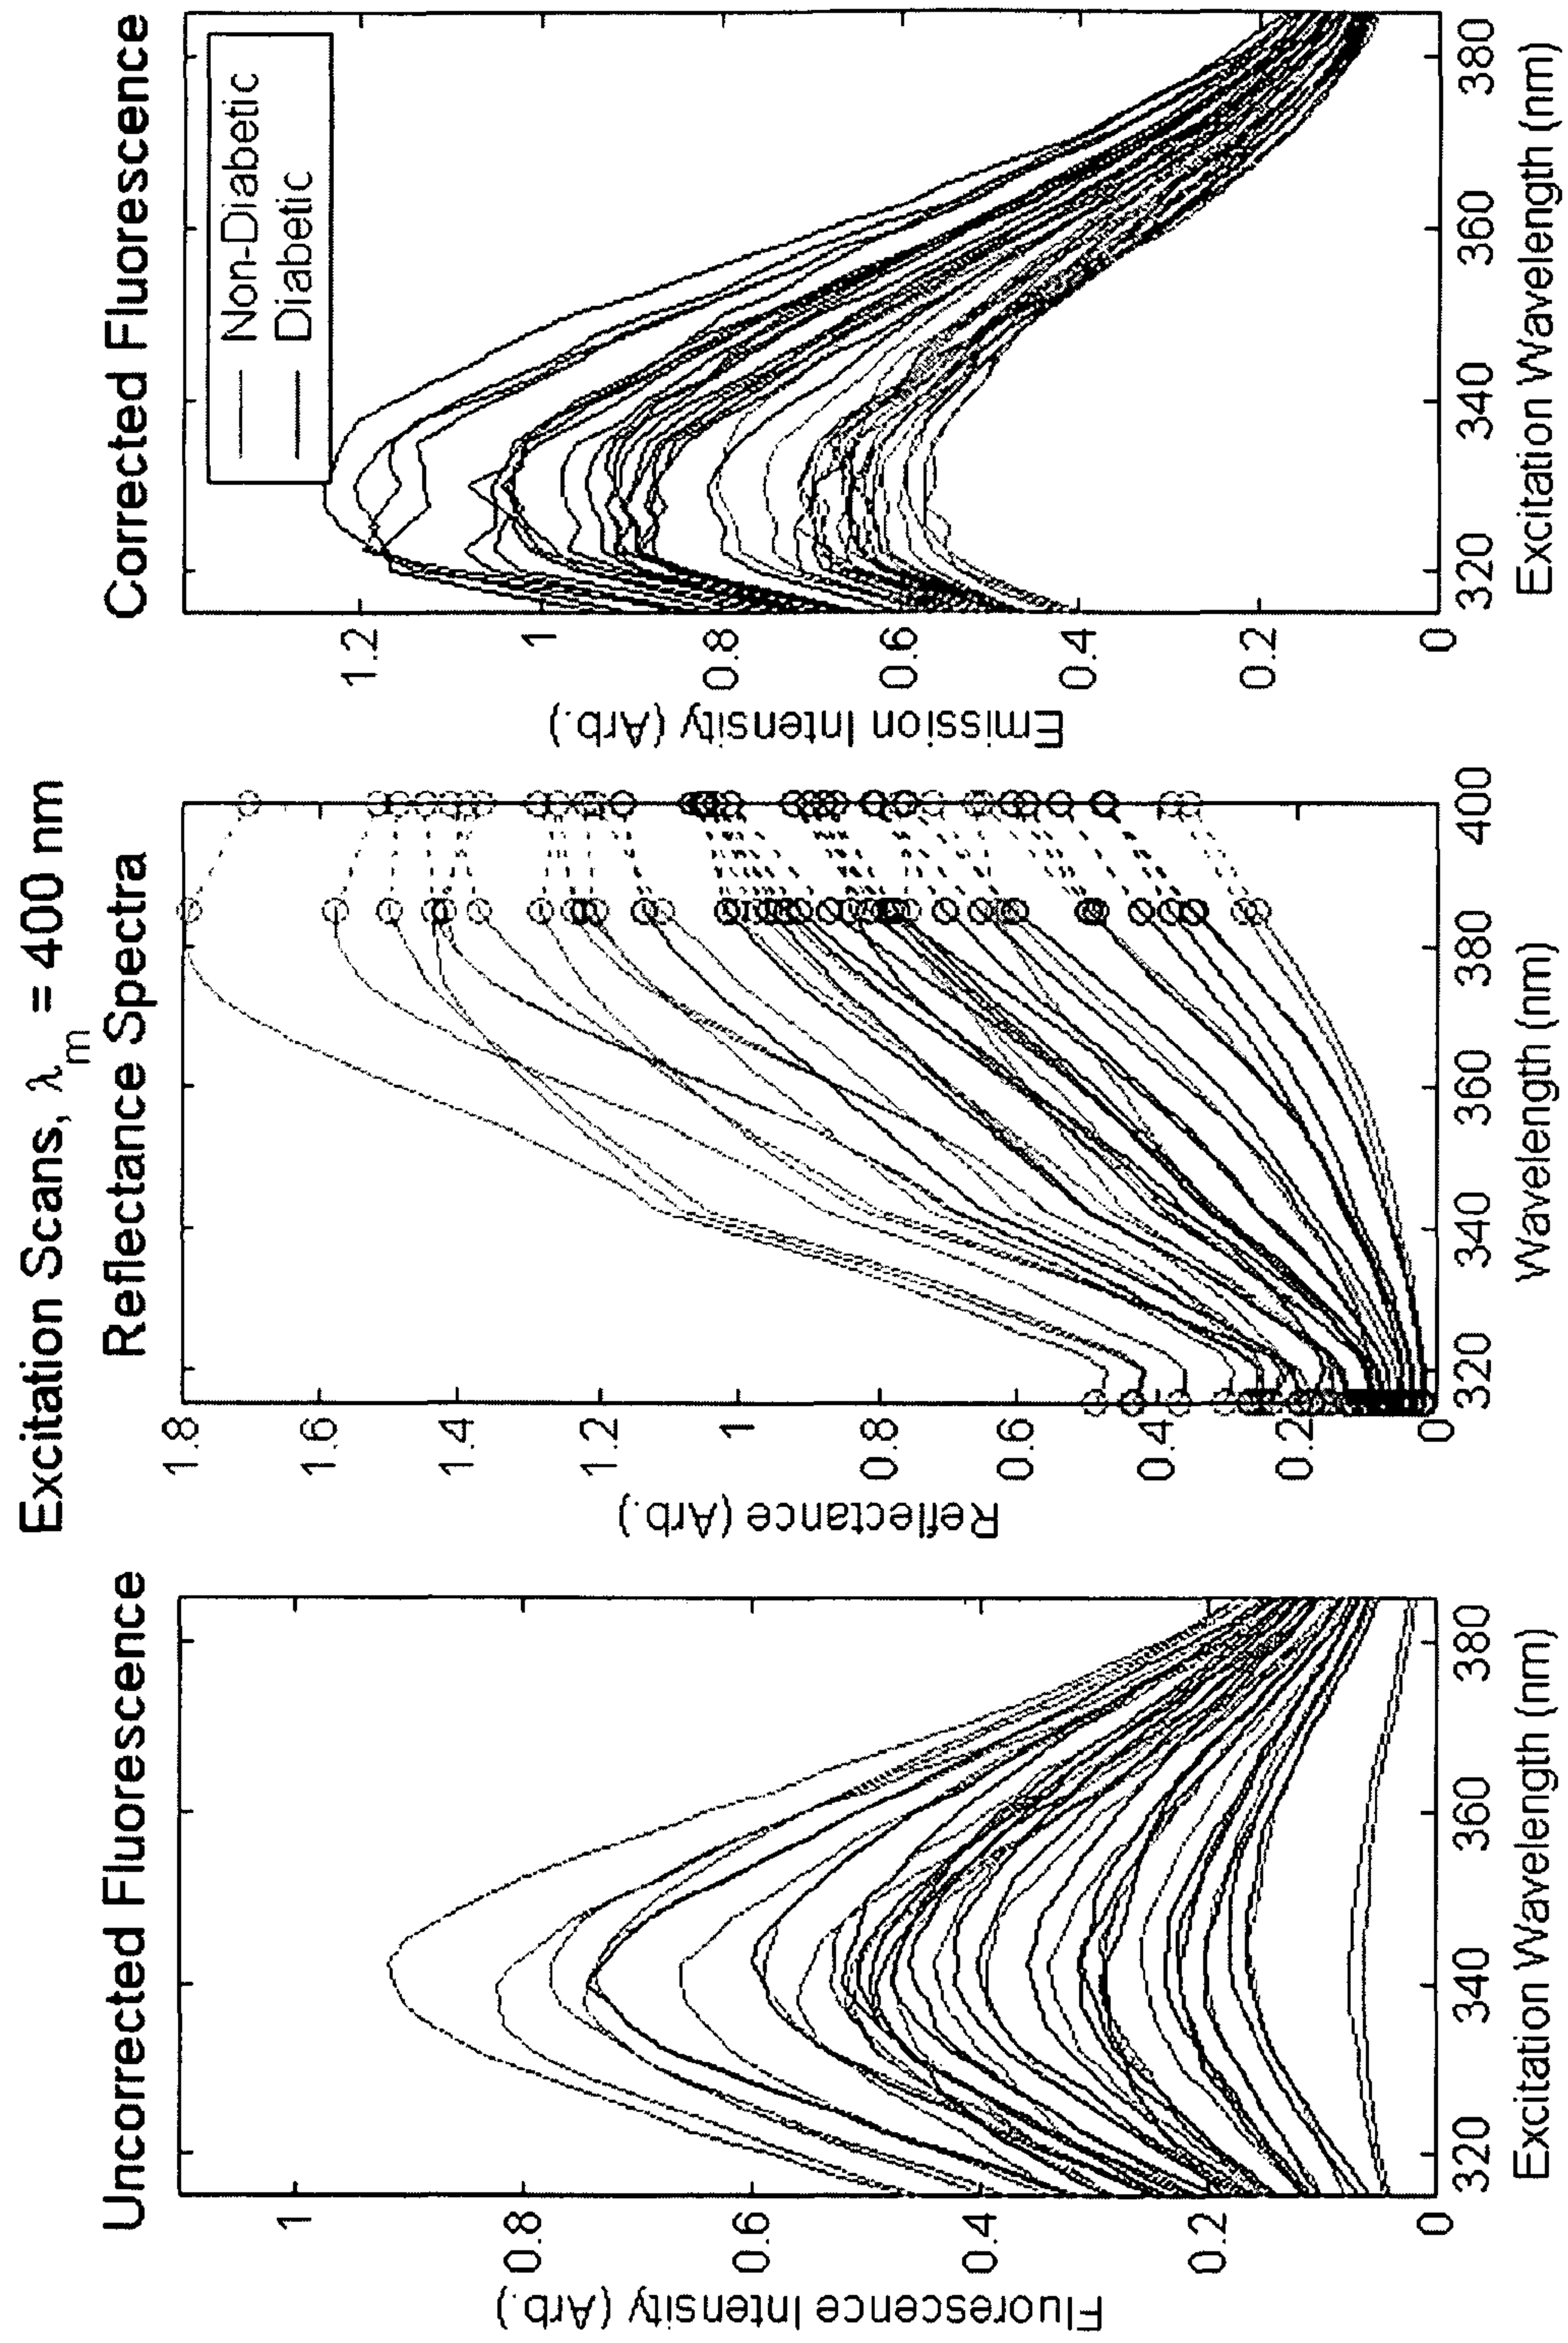 Excitation Scans, λm = 400 nm
Uncorrected Fluorescence
Fluorescence Intensity (Arb.)
1
0.8
0.6
0.4
0.2
0
320 340 360 380
Excitation Wavelength (nm)
Reflectance Spectra
Reflectance (Arb.)
1.8
1.6
1.4
1.2
1
0.8
0.6
0.4
0.2
0
320 340 360 380 400
Wavelength (nm)
Corrected Fluorescence
Non-Diabetic
Diabetic
Emission Intensity (Arb.)
1.2
1
0.8
0.6
0.4
0.2
0
320 340 360 380
Excitation Wavelength (nm)